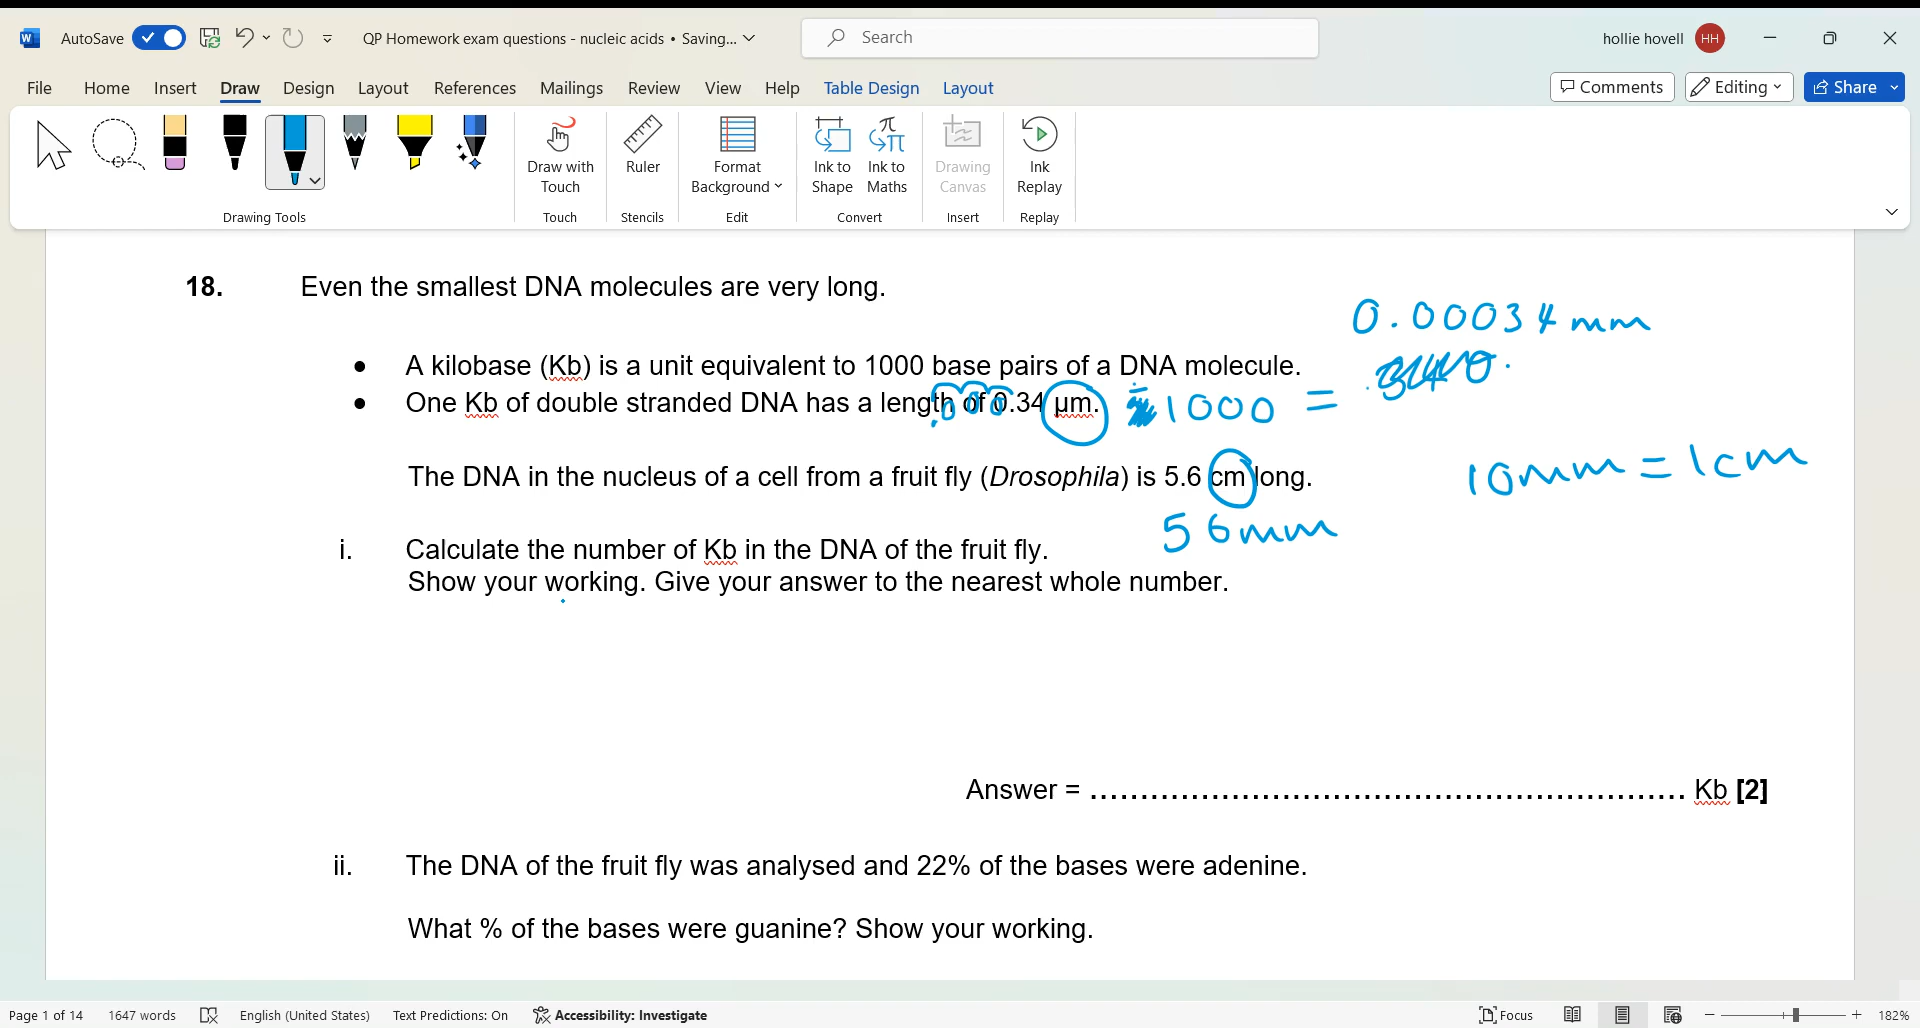 AutoSave
QP Homework exam questions - nucleic acids • Saving...
Search
hollie hovell HH
File Home Insert Draw Design Layout References Mailings Review View Help Table Design Layout
Comments Editing Share
Draw with Touch
Ruler
Format Background
Ink to Shape
Ink to Maths
Drawing Canvas
Ink Replay
Drawing Tools Touch Stencils Edit Convert Insert Replay
18. Even the smallest DNA molecules are very long.
0.00034mm
• A kilobase (Kb) is a unit equivalent to 1000 base pairs of a DNA molecule.
• One Kb of double stranded DNA has a length of 0.34 µm. 1000 =
.000
The DNA in the nucleus of a cell from a fruit fly (Drosophila) is 5.6 cm long.
10mm = 1cm
56mm
i. Calculate the number of Kb in the DNA of the fruit fly.
Show your working. Give your answer to the nearest whole number.
Answer = ............................................................ Kb [2]
ii. The DNA of the fruit fly was analysed and 22% of the bases were adenine.
What % of the bases were guanine? Show your working.
Page 1 of 14 1647 words English (United States) Text Predictions: On Accessibility: Investigate Focus 182%